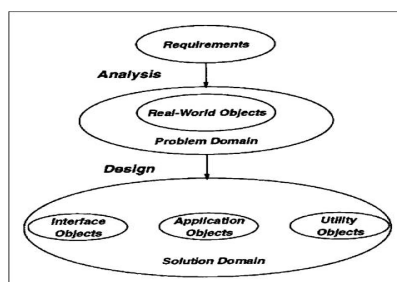 Requirements
Analysis
Real-World Objects
Problem Domain
Design
Interface
Objects
Application
Objects
Utility
Objects
Solution Domain